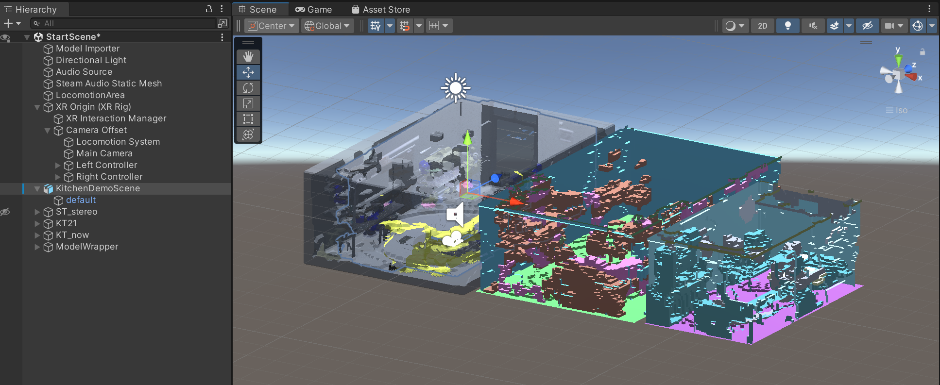 Hierarchy
Scene
Game
Asset Store
All
Center
Global
2D
StartScene*
Model Importer
Directional Light
Audio Source
Steam Audio Static Mesh
LocomotionArea
XR Origin (XR Rig)
XR Interaction Manager
Camera Offset
Locomotion System
Main Camera
Left Controller
Right Controller
KitchenDemoScene
default
ST_stereo
KT21
KT_now
ModelWrapper
y
z
x
Iso